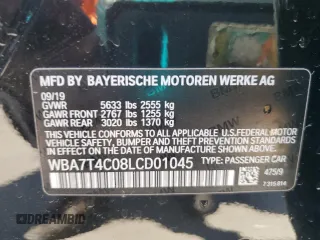 MFD BY BAYERISCHE MOTOREN WERKE AG
09/19
GVWR 5633 lbs 2555 kg
GAWR FRONT 2767 lbs 1255 kg
GAWR REAR 3020 lbs 1370 kg
THIS VEHICLE CONFORMS TO ALL APPLICABLE U.S. FEDERAL MOTOR
VEHICLE SAFETY, BUMPER, AND THEFT PREVENTION STANDARDS IN
EFFECT ON THE DATE OF MANUFACTURE SHOWN ABOVE.
WBA7T4C08LCD01045 TYPE: PASSENGER CAR
475/9
DREAMBID